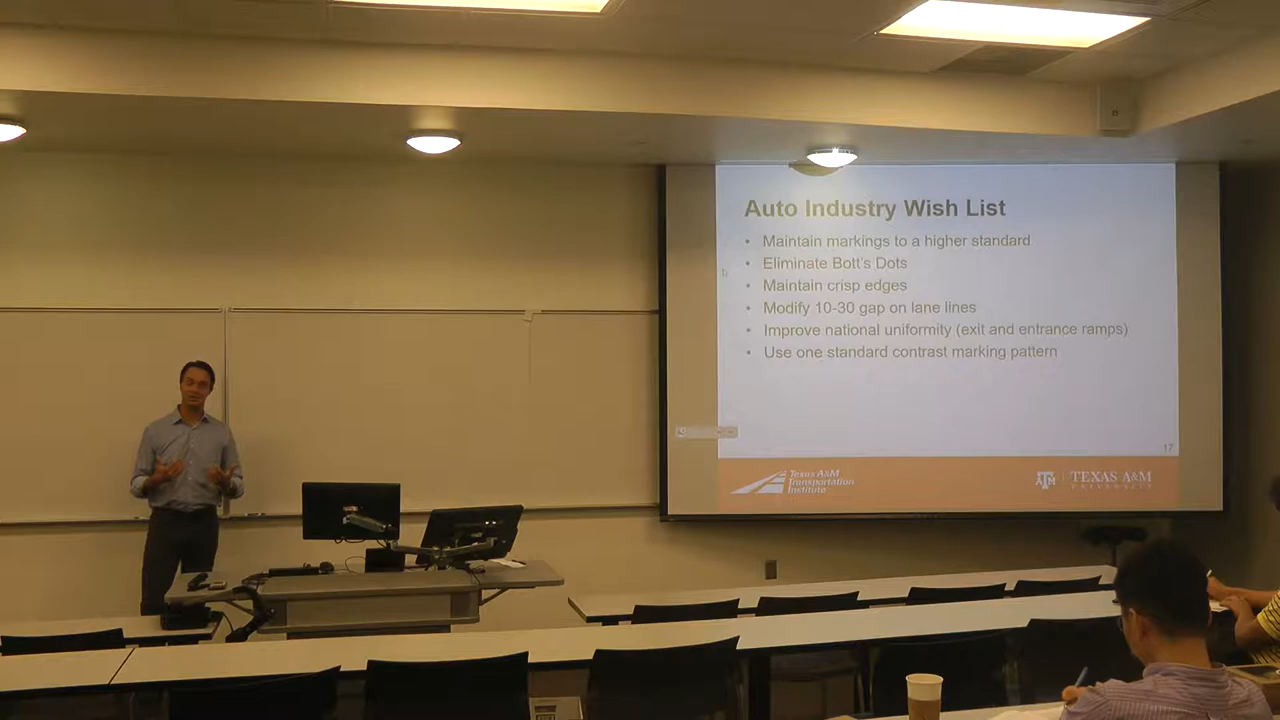 Auto Industry Wish List
• Maintain markings to a higher standard
• Eliminate Bott's Dots
• Maintain crisp edges
• Modify 10-30 gap on lane lines
• Improve national uniformity (exit and entrance ramps)
• Use one standard contrast marking pattern
17
Texas A&M
Transportation
Institute
ATM
TEXAS A&M
UNIVERSITY